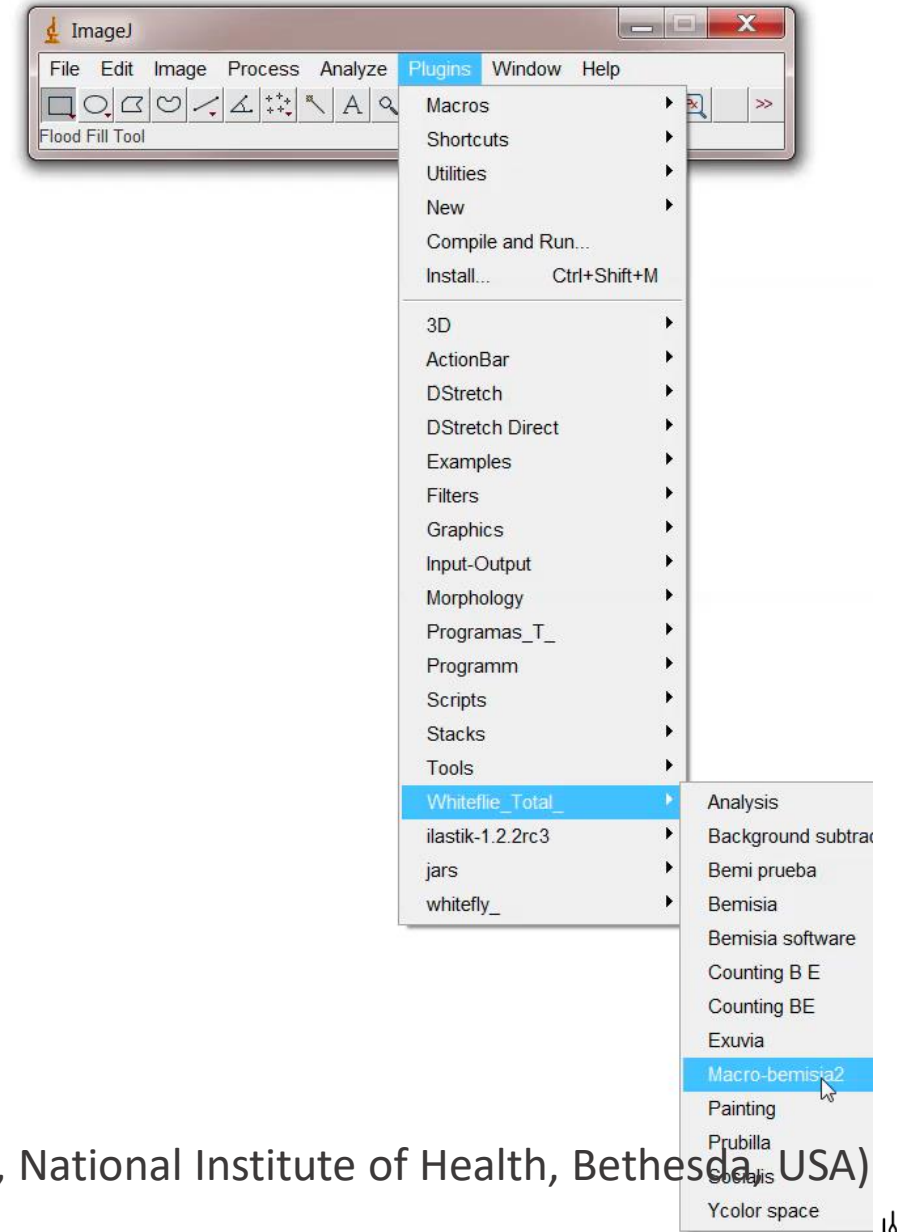 ImageJ
File Edit Image Process Analyze Plugins Window Help
A >>
Flood Fill Tool
Macros
Shortcuts
Utilities
New
Compile and Run...
Install... Ctrl+Shift+M
3D
ActionBar
DStretch
DStretch Direct
Examples
Filters
Graphics
Input-Output
Morphology
Programas_T_
Programm
Scripts
Stacks
Tools
Whiteflie_Total_
ilastik-1.2.2rc3
jars
whitefly_
Analysis
Background subtrac
Bemi prueba
Bemisia
Bemisia software
Counting B E
Counting BE
Exuvia
Macro-bemisia2
Painting
Prubilla
Socialis
Ycolor space
, National Institute of Health, Bethesda, USA)